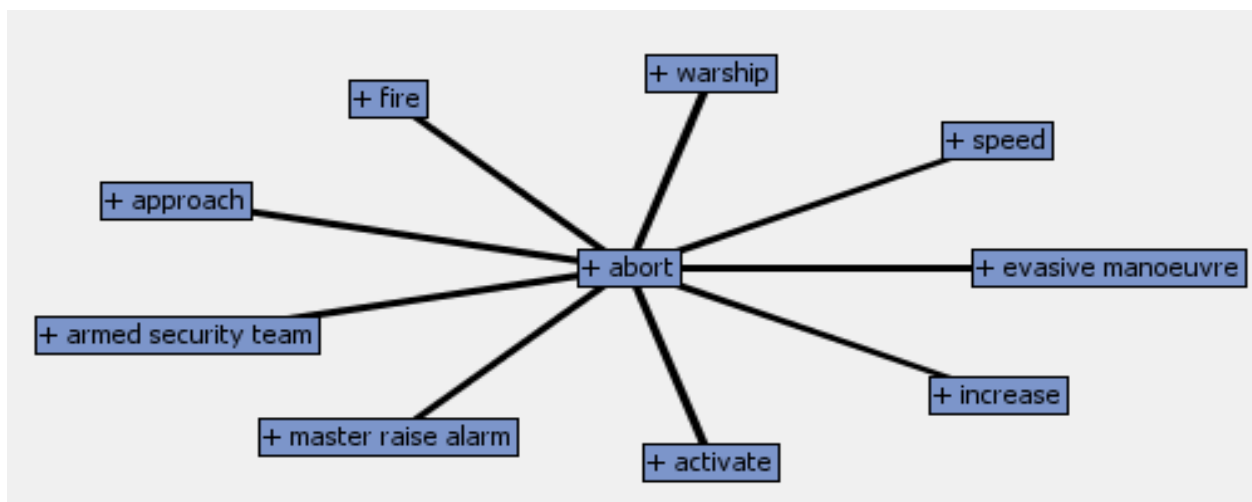 + warship
+ fire
+ speed
+ approach
+ abort
+ evasive manoeuvre
+ armed security team
+ increase
+ master raise alarm
+ activate